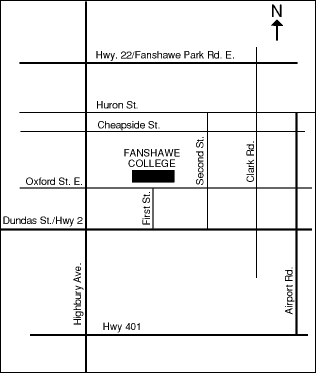 N
Hwy. 22/Fanshawe Park Rd. E.
Huron St.
Cheapside St.
FANSHAWE
COLLEGE
Second St.
Clark Rd.
Oxford St. E.
First St.
Dundas St./Hwy 2
Highbury Ave.
Airport Rd.
Hwy 401